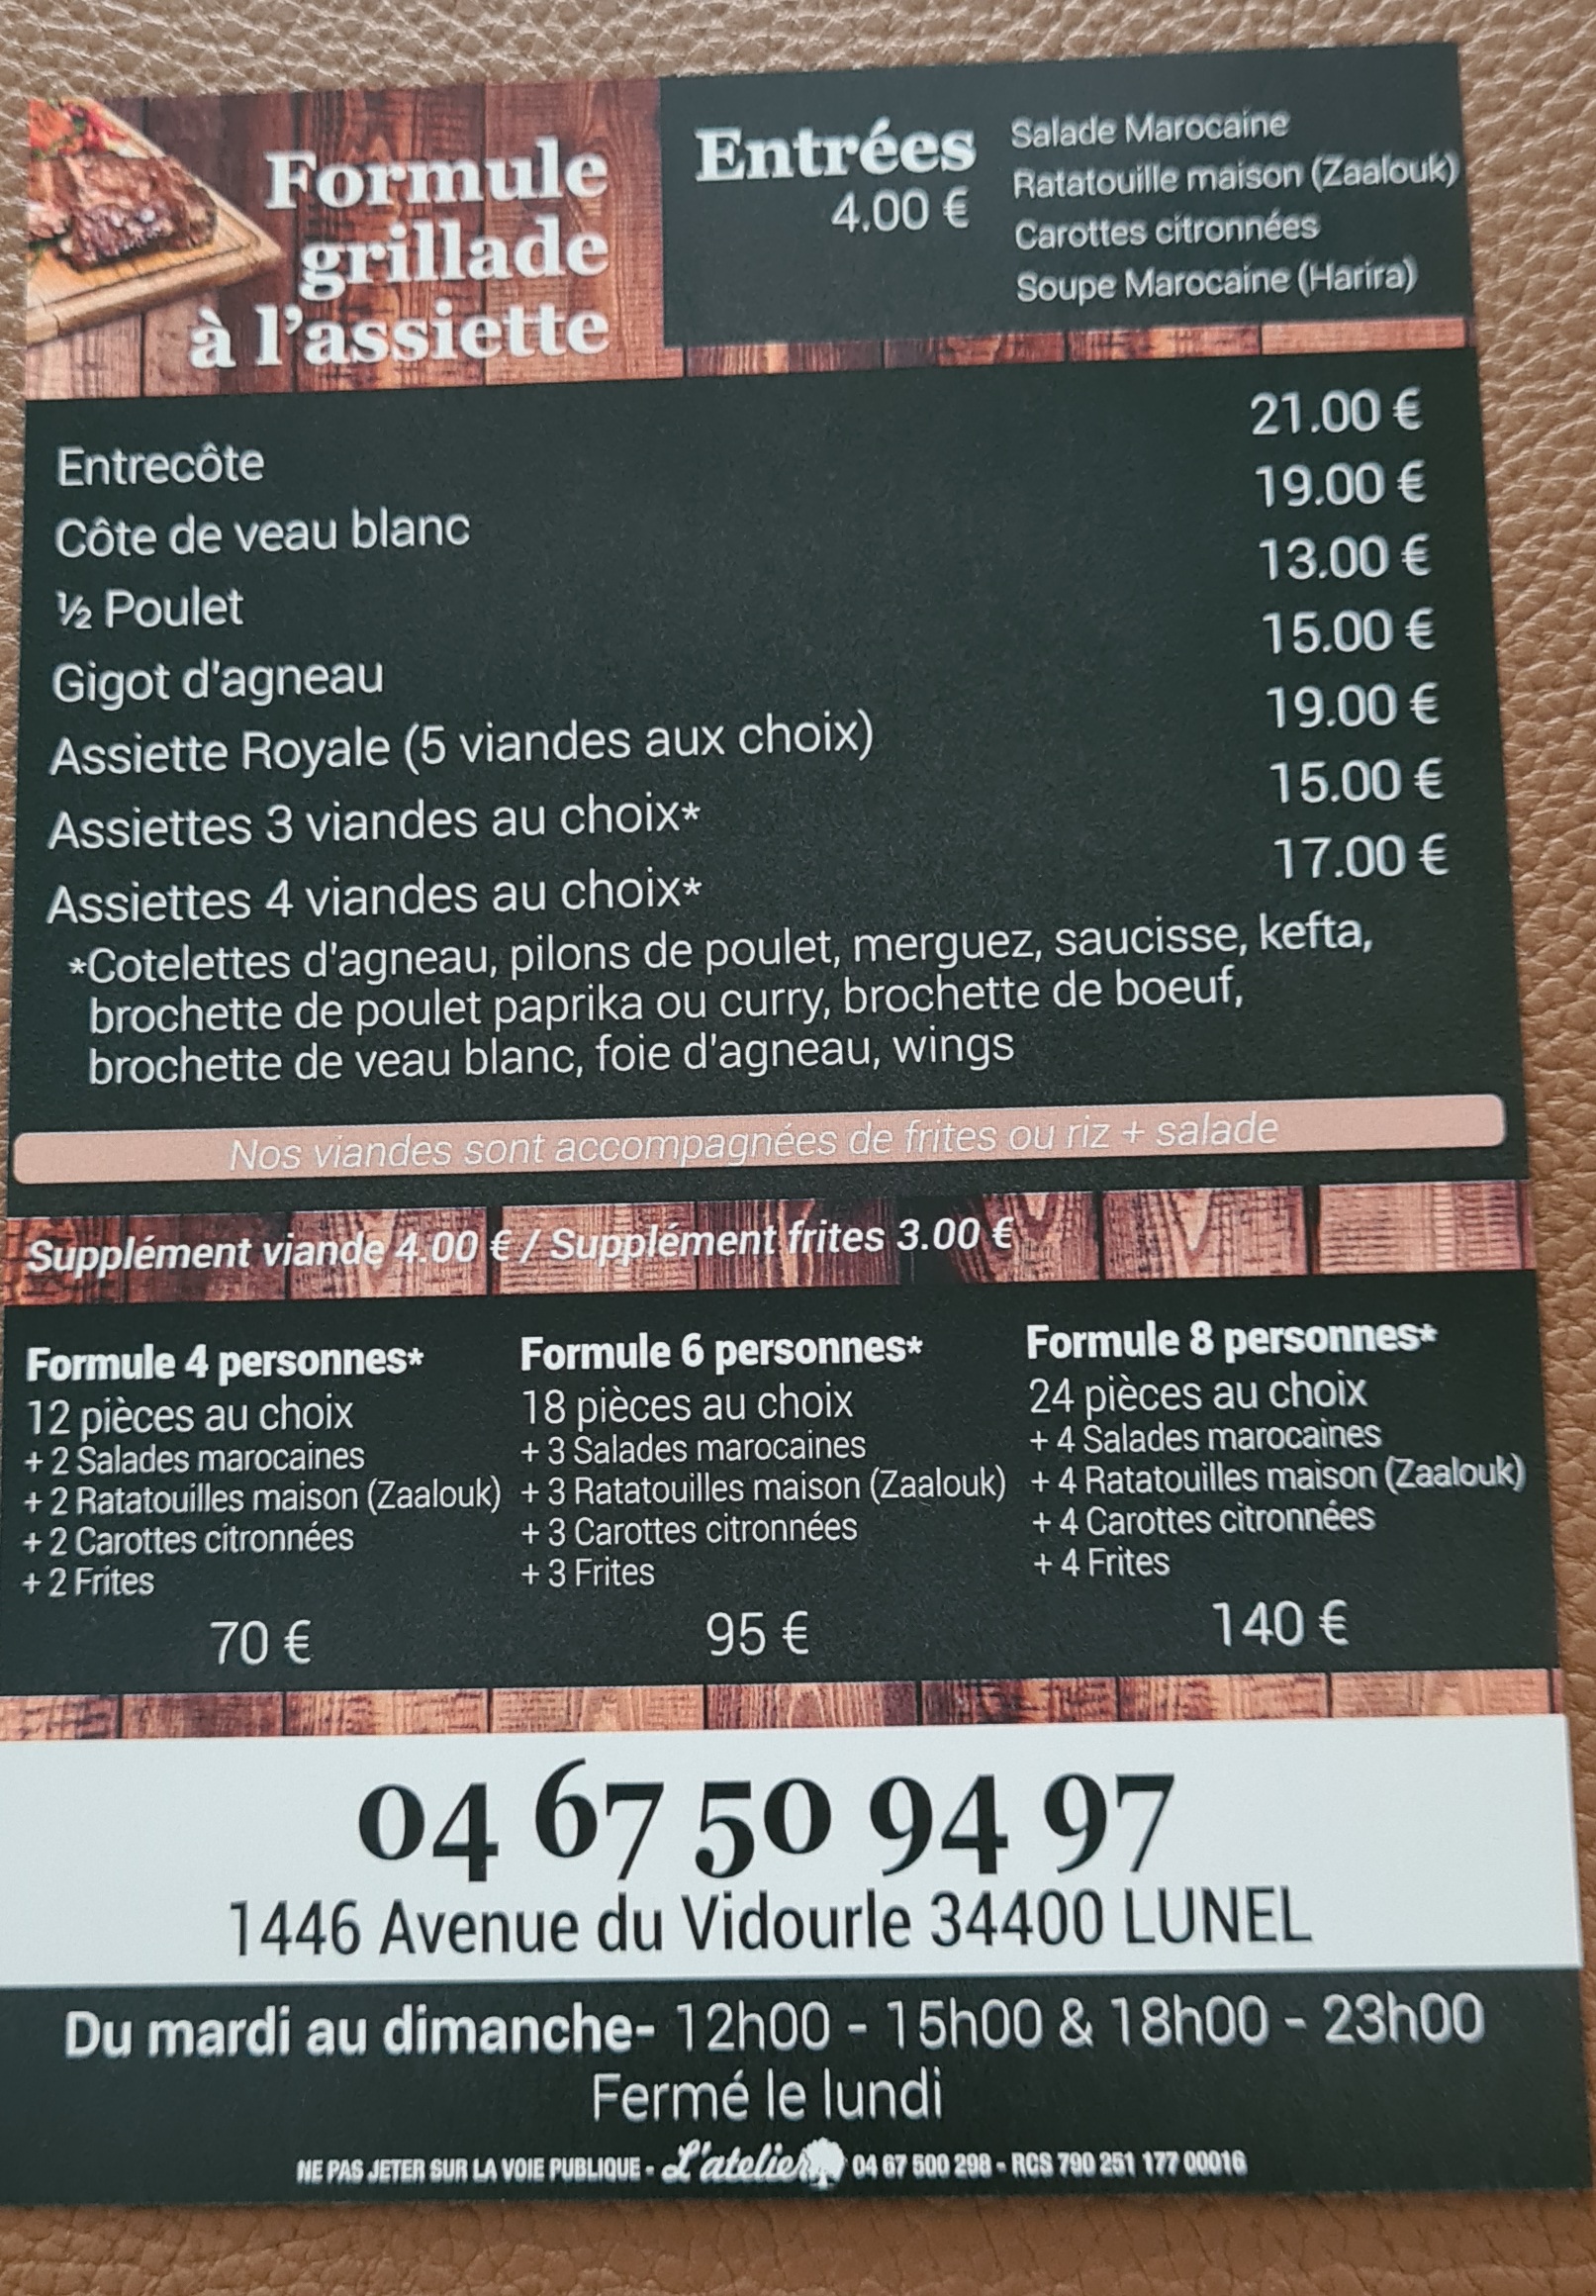 Formule
grillade
à l'assiette
Entrées
4.00 €
Salade Marocaine
Ratatouille maison (Zaalouk)
Carottes citronnées
Soupe Marocaine (Harira)
Entrecôte 21.00 €
Côte de veau blanc 19.00 €
½ Poulet 13.00 €
Gigot d'agneau 15.00 €
Assiette Royale (5 viandes aux choix) 19.00 €
Assiettes 3 viandes au choix* 15.00 €
Assiettes 4 viandes au choix* 17.00 €
*Cotelettes d'agneau, pilons de poulet, merguez, saucisse, kefta,
brochette de poulet paprika ou curry, brochette de boeuf,
brochette de veau blanc, foie d'agneau, wings
Nos viandes sont accompagnées de frites ou riz + salade
Supplément viande 4.00 € / Supplément frites 3.00 €
Formule 4 personnes*
12 pièces au choix
+ 2 Salades marocaines
+ 2 Ratatouilles maison (Zaalouk)
+ 2 Carottes citronnées
+ 2 Frites
70 €
Formule 6 personnes*
18 pièces au choix
+ 3 Salades marocaines
+ 3 Ratatouilles maison (Zaalouk)
+ 3 Carottes citronnées
+ 3 Frites
95 €
Formule 8 personnes*
24 pièces au choix
+ 4 Salades marocaines
+ 4 Ratatouilles maison (Zaalouk)
+ 4 Carottes citronnées
+ 4 Frites
140 €
04 67 50 94 97
1446 Avenue du Vidourle 34400 LUNEL
Du mardi au dimanche- 12h00 - 15h00 & 18h00 - 23h00
Fermé le lundi
NE PAS JETER SUR LA VOIE PUBLIQUE - L'atelier 04 67 500 298 - RCS 790 251 177 00016